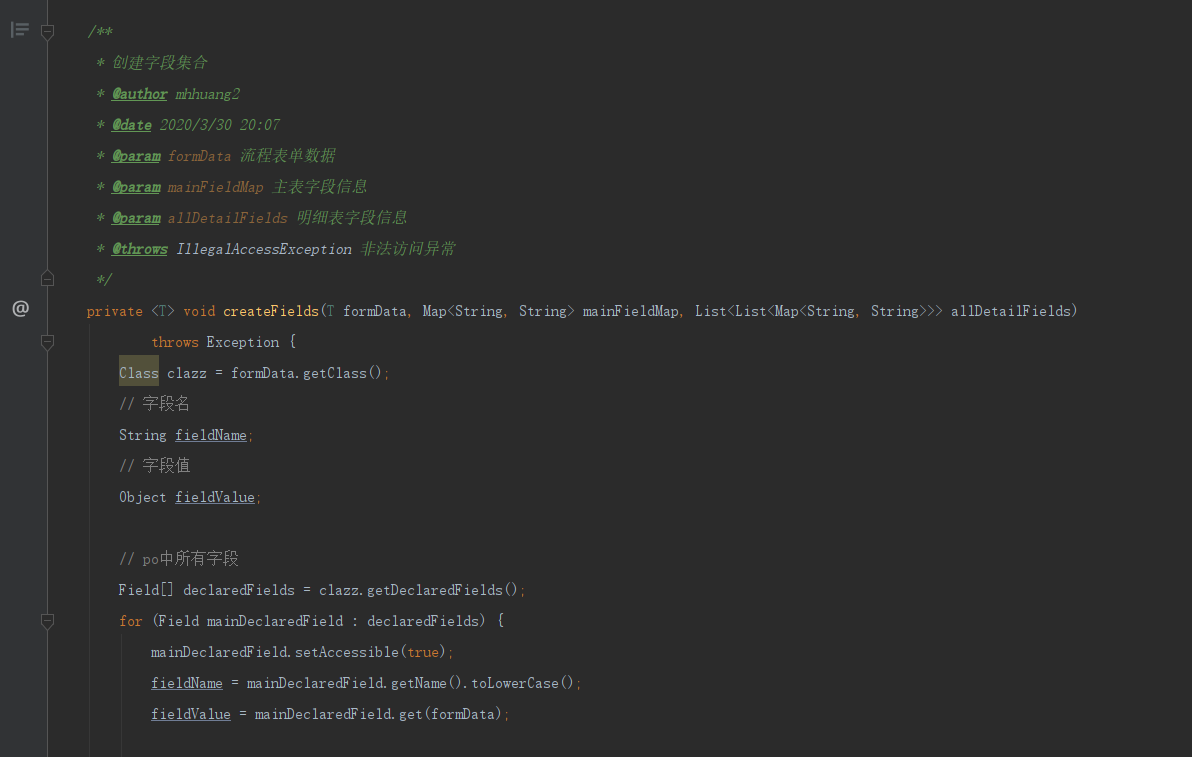 /**
* 创建字段集合
* @author mhhuang2
* @date 2020/3/30 20:07
* @param formData 流程表单数据
* @param mainFieldMap 主表字段信息
* @param allDetailFields 明细表字段信息
* @throws IllegalAccessException 非法访问异常
*/
@ private <T> void createFields(T formData, Map<String, String> mainFieldMap, List<List<Map<String, String>>> allDetailFields)
throws Exception {
Class clazz = formData.getClass();
// 字段名
String fieldName;
// 字段值
Object fieldValue;
// po中所有字段
Field[] declaredFields = clazz.getDeclaredFields();
for (Field mainDeclaredField : declaredFields) {
mainDeclaredField.setAccessible(true);
fieldName = mainDeclaredField.getName().toLowerCase();
fieldValue = mainDeclaredField.get(formData);